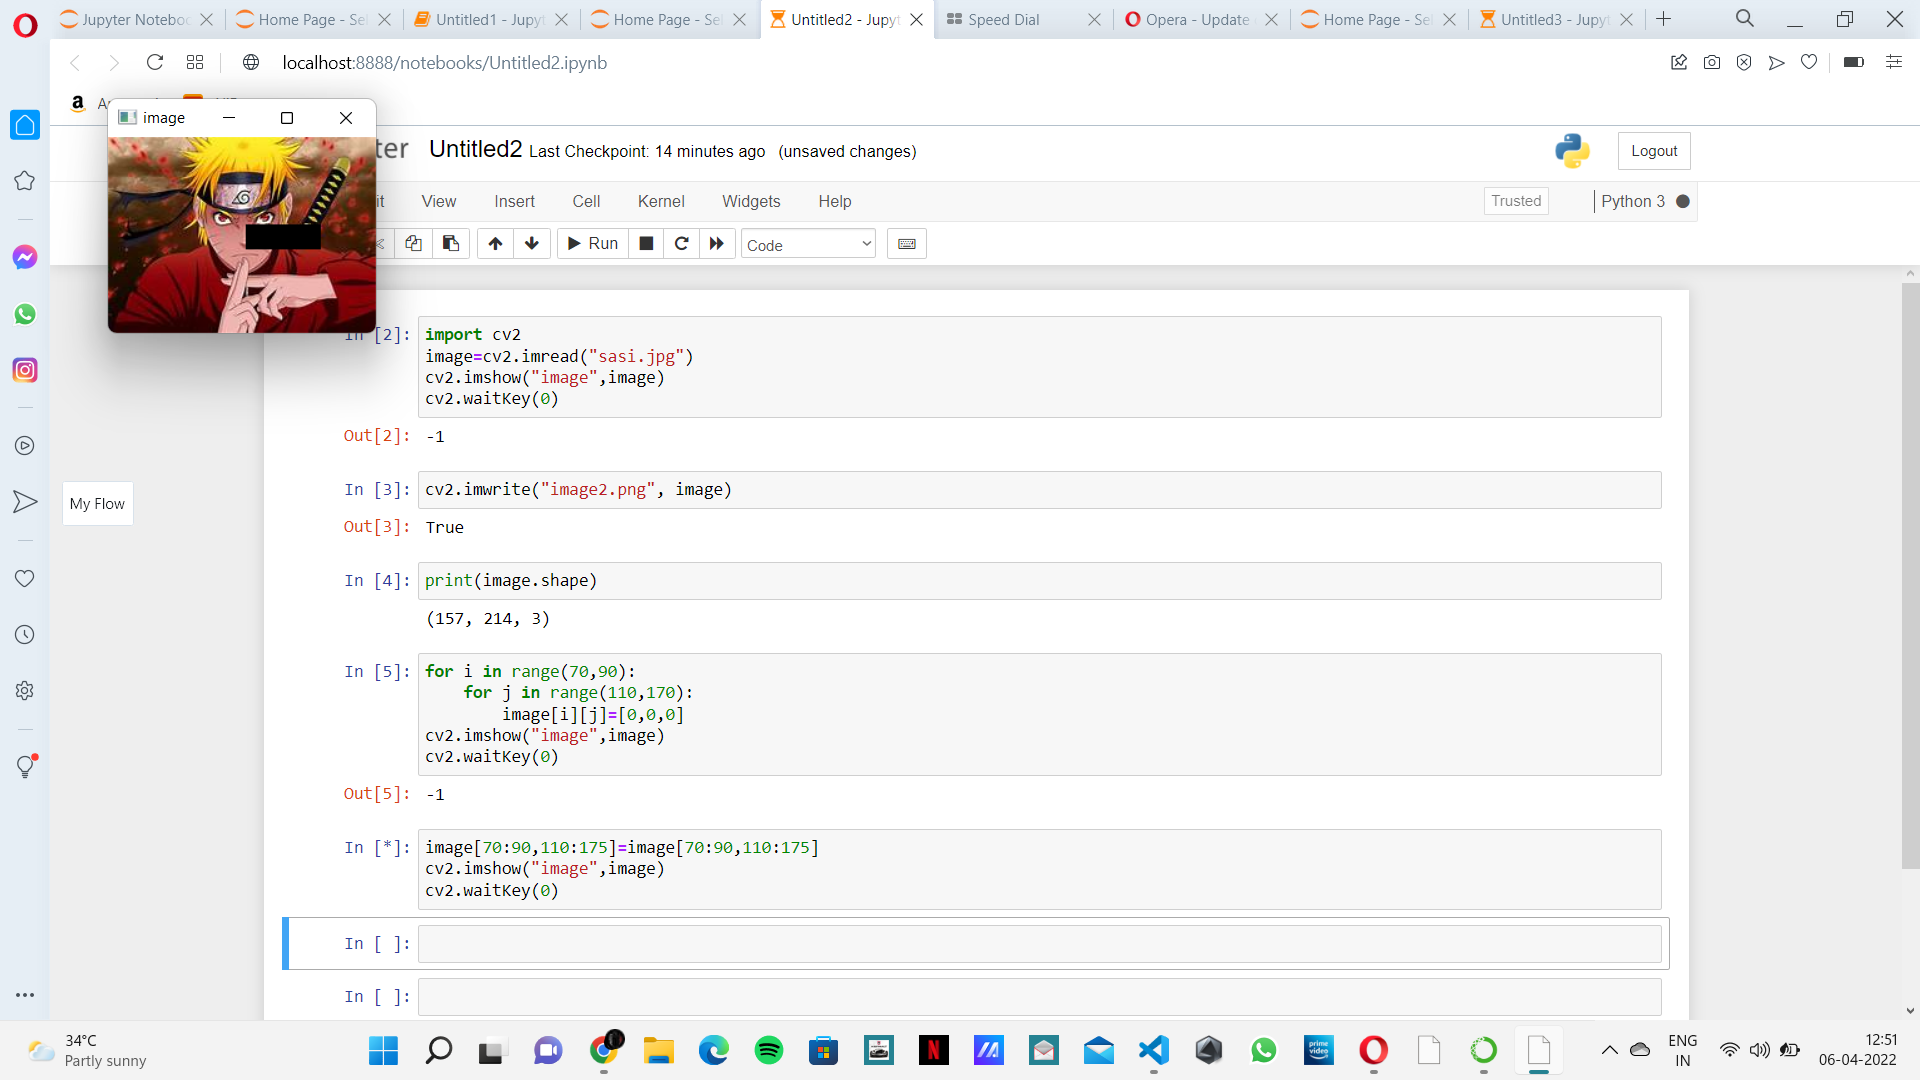 Jupyter Noteboo
Home Page - Sel
Untitled1 - Jupyt
Home Page - Sel
Untitled2 - Jupyt
Speed Dial
Opera - Update
Home Page - Sel
Untitled3 - Jupyt
localhost:8888/notebooks/Untitled2.ipynb
image
ter Untitled2 Last Checkpoint: 14 minutes ago (unsaved changes)
Logout
it View Insert Cell Kernel Widgets Help
Trusted
Python 3
Run
Code
In [2]: import cv2
image=cv2.imread("sasi.jpg")
cv2.imshow("image",image)
cv2.waitKey(0)
Out[2]: -1
In [3]: cv2.imwrite("image2.png", image)
My Flow
Out[3]: True
In [4]: print(image.shape)
(157, 214, 3)
In [5]: for i in range(70,90):
for j in range(110,170):
image[i][j]=[0,0,0]
cv2.imshow("image",image)
cv2.waitKey(0)
Out[5]: -1
In [*]: image[70:90,110:175]=image[70:90,110:175]
cv2.imshow("image",image)
cv2.waitKey(0)
In [ ]:
In [ ]:
34°C
Partly sunny
prime video
ENG
IN
12:51
06-04-2022